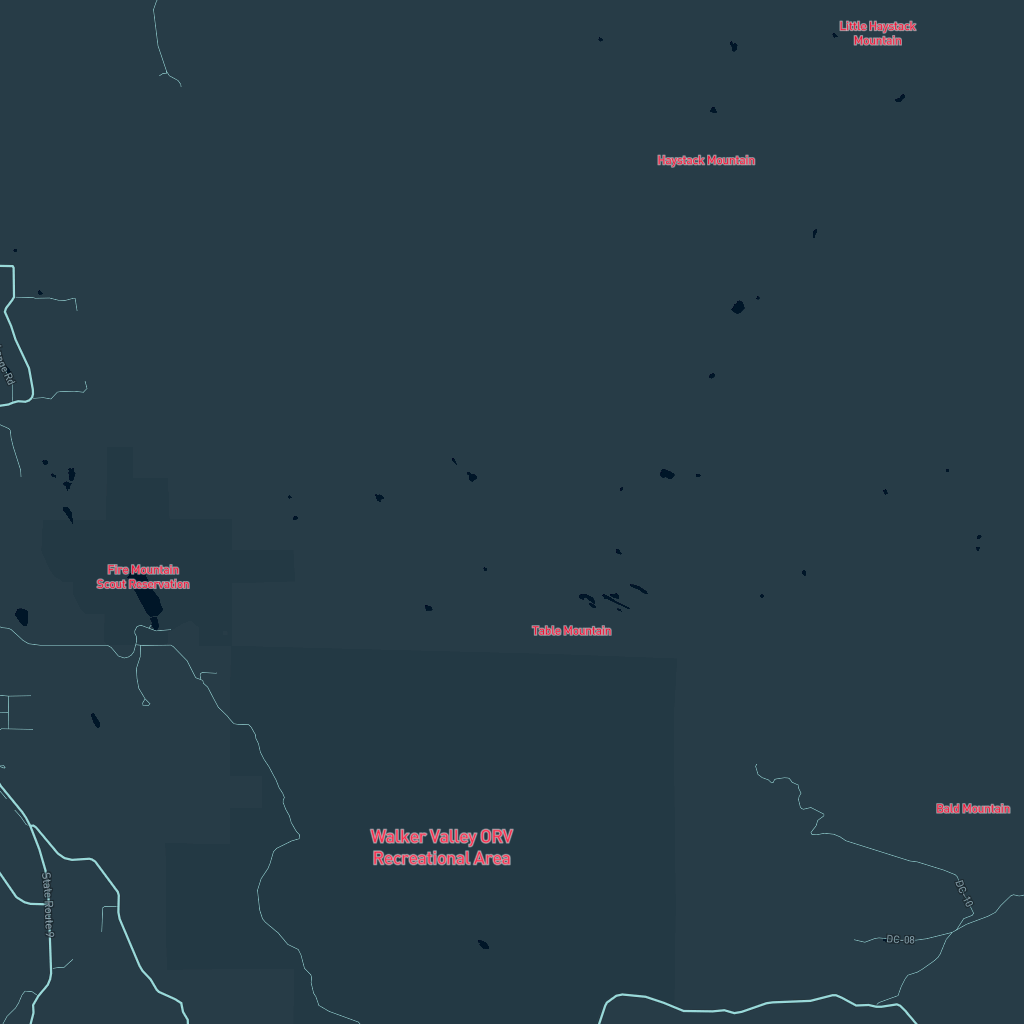 Little Haystack
Mountain
Haystack Mountain
Rd
Fire Mountain
Scout Reservation
Table Mountain
Bald Mountain
Walker Valley ORV
Recreational Area
State Route 9
DC-10
DC-08